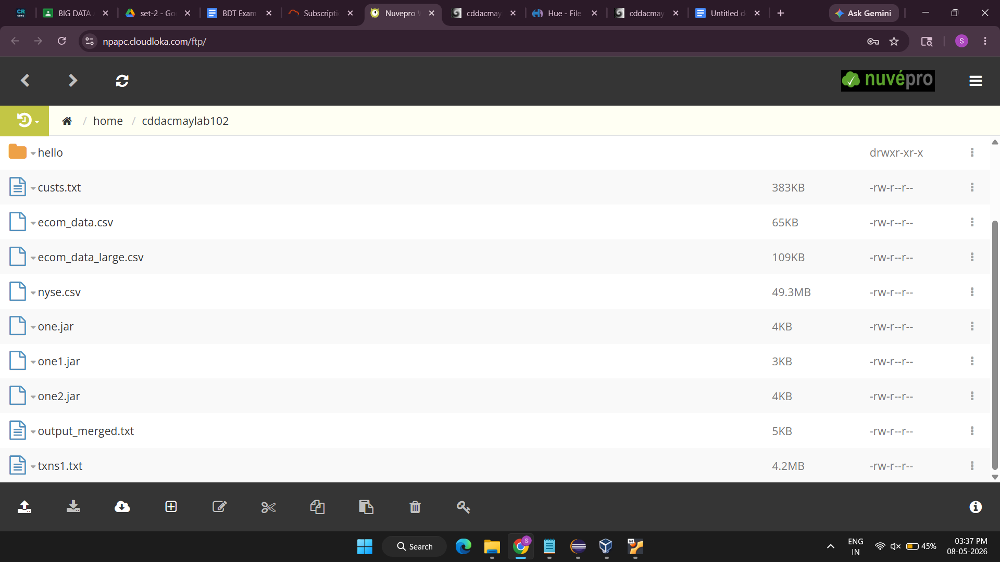 CR
CDAC
BIG DATA
set-2 - Go
BDT Exam
Subscripti
Nuvepro
cddacmay
Hue - File
cddacmay
Untitled d
Ask Gemini
npapc.cloudloka.com/ftp/
S
nuvépro
/ home / cddacmaylab102
hello drwxr-xr-x
custs.txt 383KB -rw-r--r--
ecom_data.csv 65KB -rw-r--r--
ecom_data_large.csv 109KB -rw-r--r--
nyse.csv 49.3MB -rw-r--r--
one.jar 4KB -rw-r--r--
one1.jar 3KB -rw-r--r--
one2.jar 4KB -rw-r--r--
output_merged.txt 5KB -rw-r--r--
txns1.txt 4.2MB -rw-r--r--
Search
S
64
ENG
IN
45%
03:37 PM
08-05-2026